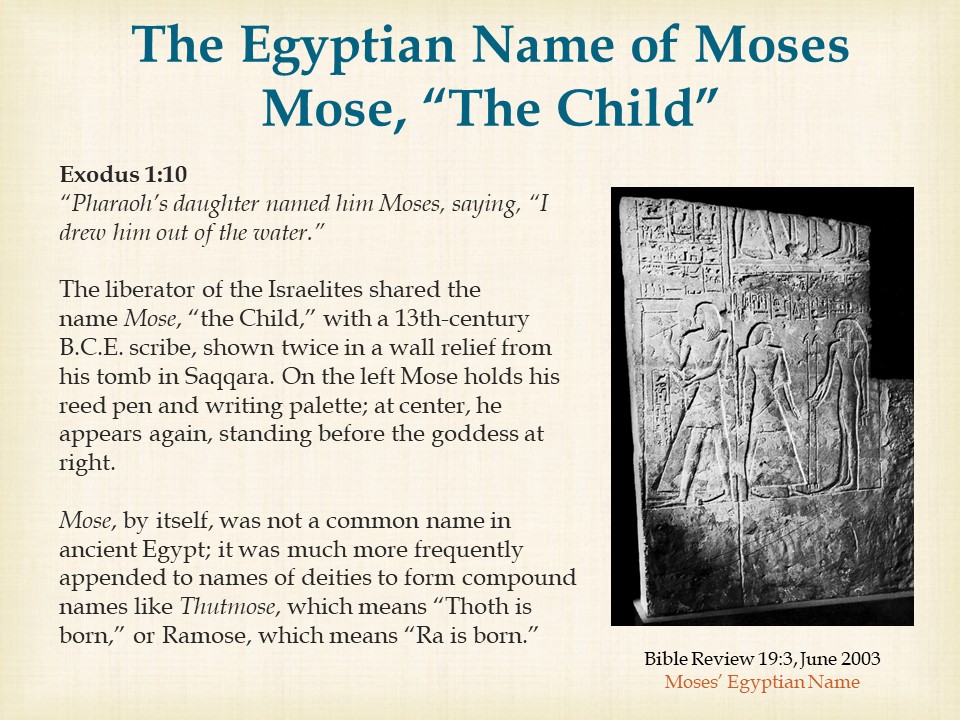 The Egyptian Name of Moses
Mose, “The Child”
Exodus 1:10
“Pharaoh’s daughter named him Moses, saying, “I
drew him out of the water.”
The liberator of the Israelites shared the
name Mose, “the Child,” with a 13th-century
B.C.E. scribe, shown twice in a wall relief from
his tomb in Saqqara. On the left Mose holds his
reed pen and writing palette; at center, he
appears again, standing before the goddess at
right.
Mose, by itself, was not a common name in
ancient Egypt; it was much more frequently
appended to names of deities to form compound
names like Thutmose, which means “Thoth is
born,” or Ramose, which means “Ra is born.”
Bible Review 19:3, June 2003
Moses’ Egyptian Name